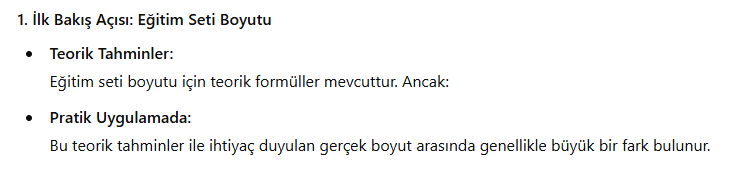 1. İlk Bakış Açısı: Eğitim Seti Boyutu
• Teorik Tahminler:
Eğitim seti boyutu için teorik formüller mevcuttur. Ancak:
• Pratik Uygulamada:
Bu teorik tahminler ile ihtiyaç duyulan gerçek boyut arasında genellikle büyük bir fark bulunur.